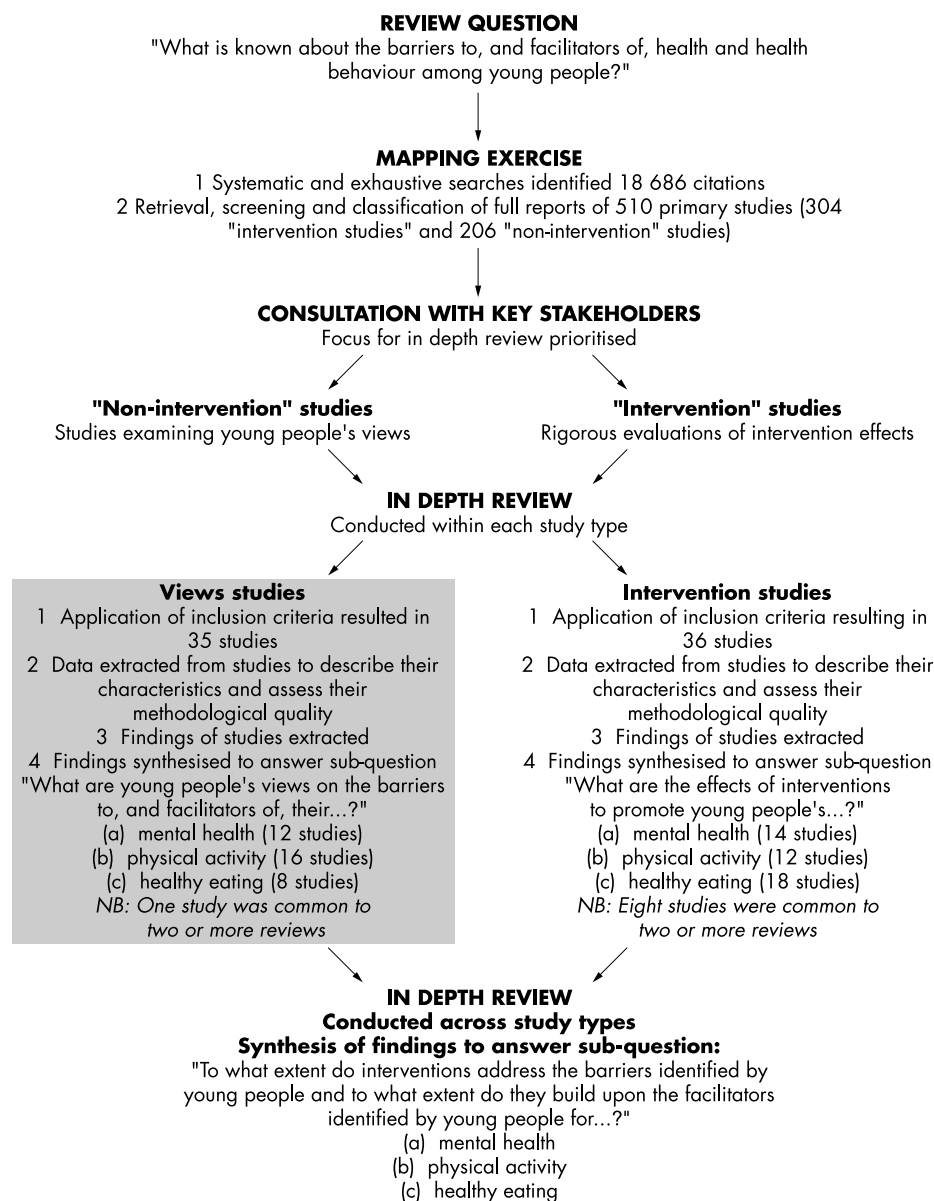 REVIEW QUESTION
"What is known about the barriers to, and facilitators of, health and health
behaviour among young people?"
MAPPING EXERCISE
1 Systematic and exhaustive searches identified 18 686 citations
2 Retrieval, screening and classification of full reports of 510 primary studies (304
"intervention studies" and 206 "non-intervention" studies)
CONSULTATION WITH KEY STAKEHOLDERS
Focus for in depth review prioritised
"Non-intervention" studies
Studies examining young people's views
"Intervention" studies
Rigorous evaluations of intervention effects
IN DEPTH REVIEW
Conducted within each study type
Views studies
1 Application of inclusion criteria resulted in
35 studies
2 Data extracted from studies to describe their
characteristics and assess their
methodological quality
3 Findings of studies extracted
4 Findings synthesised to answer sub-question
"What are young people's views on the barriers
to, and facilitators of, their...?"
(a) mental health (12 studies)
(b) physical activity (16 studies)
(c) healthy eating (8 studies)
NB: One study was common to
two or more reviews
Intervention studies
1 Application of inclusion criteria resulting in
36 studies
2 Data extracted from studies to describe their
characteristics and assess their
methodological quality
3 Findings of studies extracted
4 Findings synthesised to answer sub-question
"What are the effects of interventions
to promote young people's...?"
(a) mental health (14 studies)
(b) physical activity (12 studies)
(c) healthy eating (18 studies)
NB: Eight studies were common to
two or more reviews
IN DEPTH REVIEW
Conducted across study types
Synthesis of findings to answer sub-question:
"To what extent do interventions address the barriers identified by
young people and to what extent do they build upon the facilitators
identified by young people for...?"
(a) mental health
(b) physical activity
(c) healthy eating